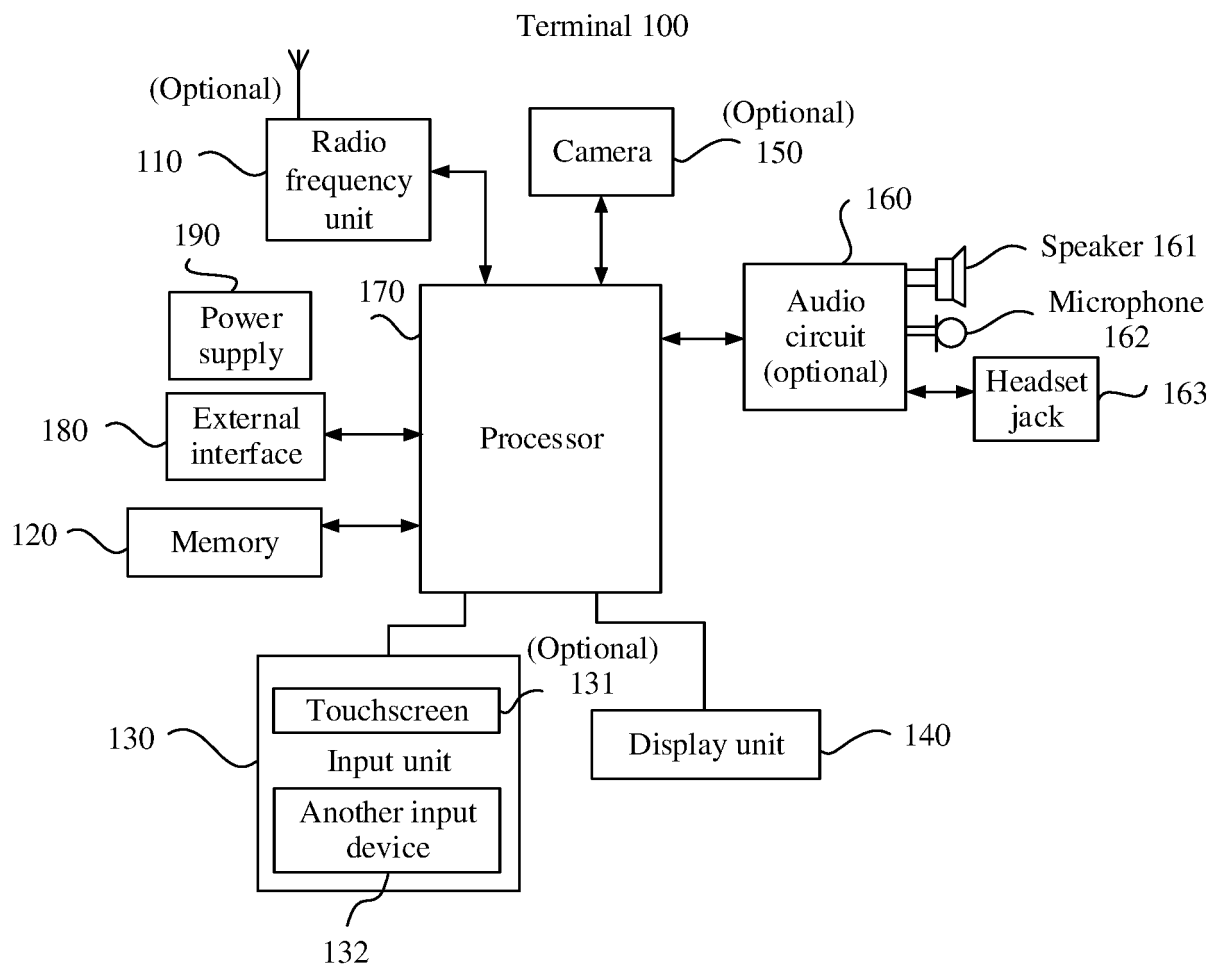 Terminal 100
(Optional)
110
Radio
frequency
unit
Camera
(Optional)
150
190
Power
supply
170
160
Audio
circuit
(optional)
Speaker 161
Microphone
162
Headset
jack
163
180
External
interface
Processor
120
Memory
(Optional)
131
Touchscreen
130
Input unit
Another input
device
132
Display unit
140